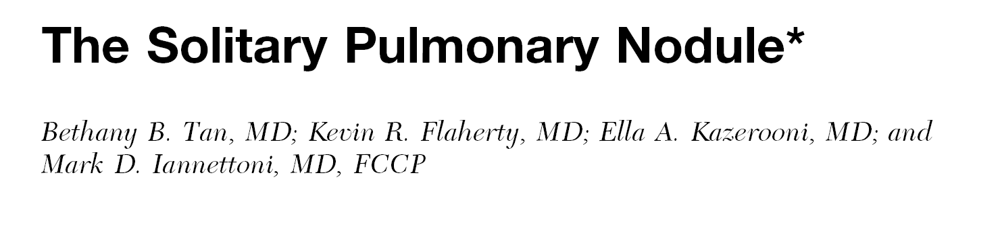 The Solitary Pulmonary Nodule*
Bethany B. Tan, MD; Kevin R. Flaherty, MD; Ella A. Kazerooni, MD; and
Mark D. Iannettoni, MD, FCCP